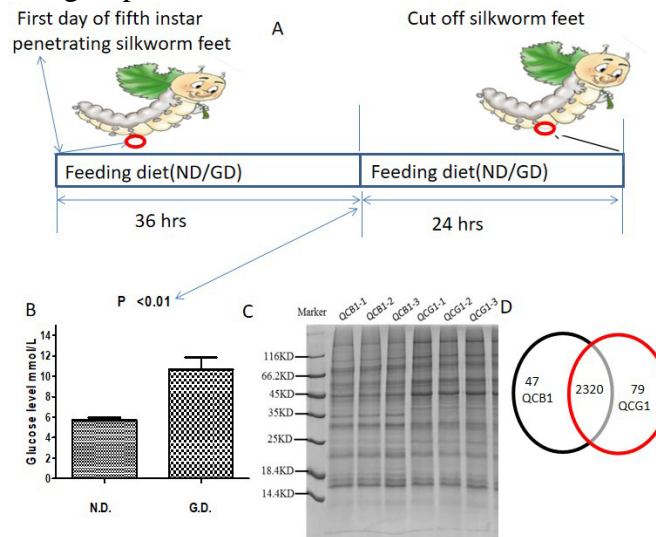 First day of fifth instar
penetrating silkworm feet
A
Cut off silkworm feet
Feeding diet(ND/GD)
Feeding diet(ND/GD)
36 hrs
24 hrs
B
P <0.01
Glucose level mmol/L
14
12
10
8
6
4
2
0
N.D.
G.D.
C
Marker
QCB1-1
QCB1-2
QCB1-3
QCG1-1
QCG1-2
QCG1-3
116KD
66.2KD
45KD
35KD
25KD
18.4KD
14.4KD
D
47
QCB1
2320
79
QCG1